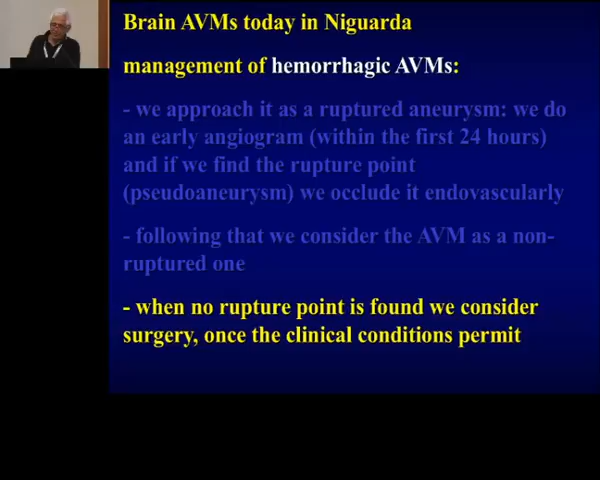 Brain AVMs today in Niguarda
management of hemorrhagic AVMs:
- we approach it as a ruptured aneurysm: we do
an early angiogram (within the first 24 hours)
and if we find the rupture point
(pseudoaneurysm) we occlude it endovascularly
- following that we consider the AVM as a non-
ruptured one
- when no rupture point is found we consider
surgery, once the clinical conditions permit